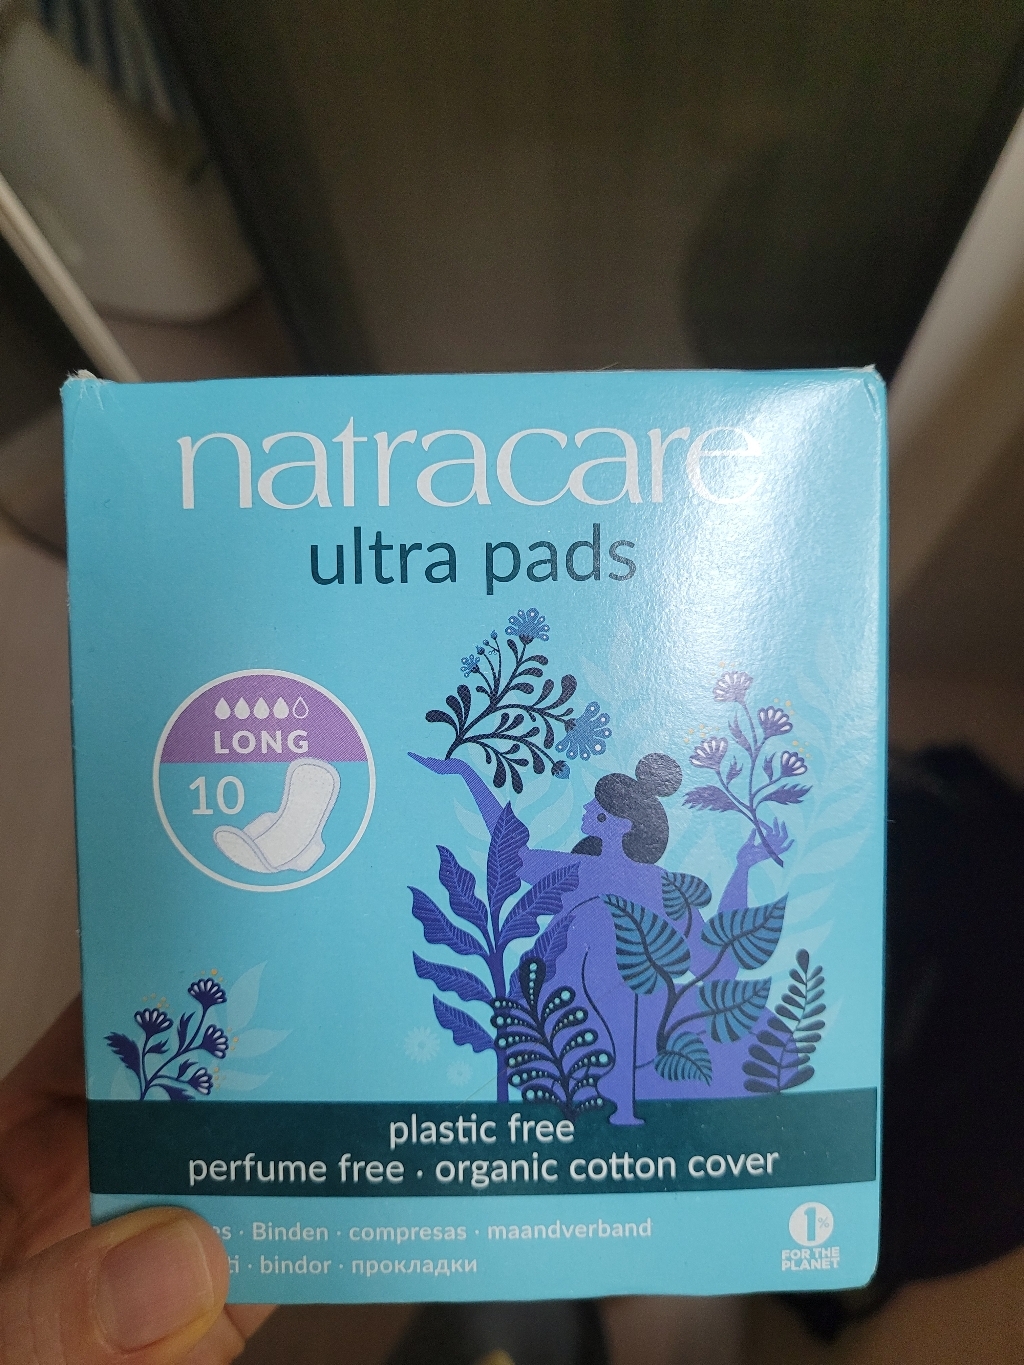 natracare
ultra pads
LONG
10
plastic free
perfume free · organic cotton cover
· Binden · compresas · maandverband
· bindor · прокладки
1%
FOR THE
PLANET